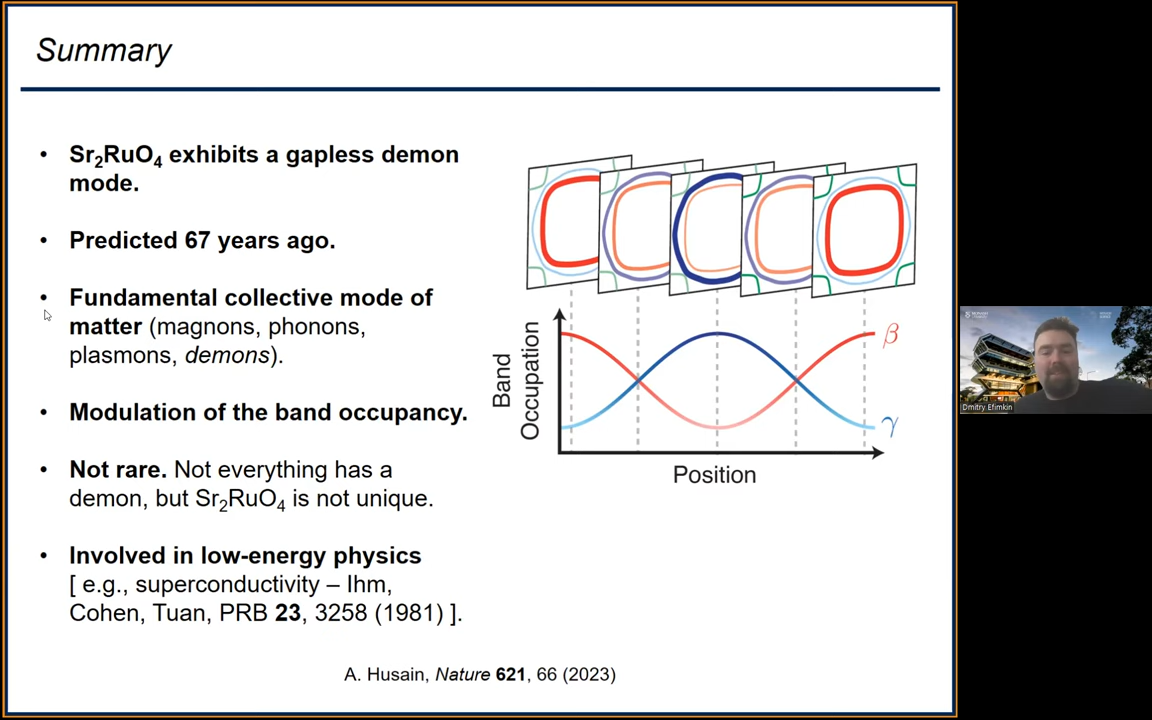 Summary
• Sr₂RuO₄ exhibits a gapless demon
mode.
• Predicted 67 years ago.
• Fundamental collective mode of
matter (magnons, phonons,
plasmons, demons).
• Modulation of the band occupancy.
• Not rare. Not everything has a
demon, but Sr₂RuO₄ is not unique.
• Involved in low-energy physics
[ e.g., superconductivity – Ihm,
Cohen, Tuan, PRB 23, 3258 (1981) ].
Band
Occupation
β
γ
Position
A. Husain, Nature 621, 66 (2023)
Dmitry Efimkin